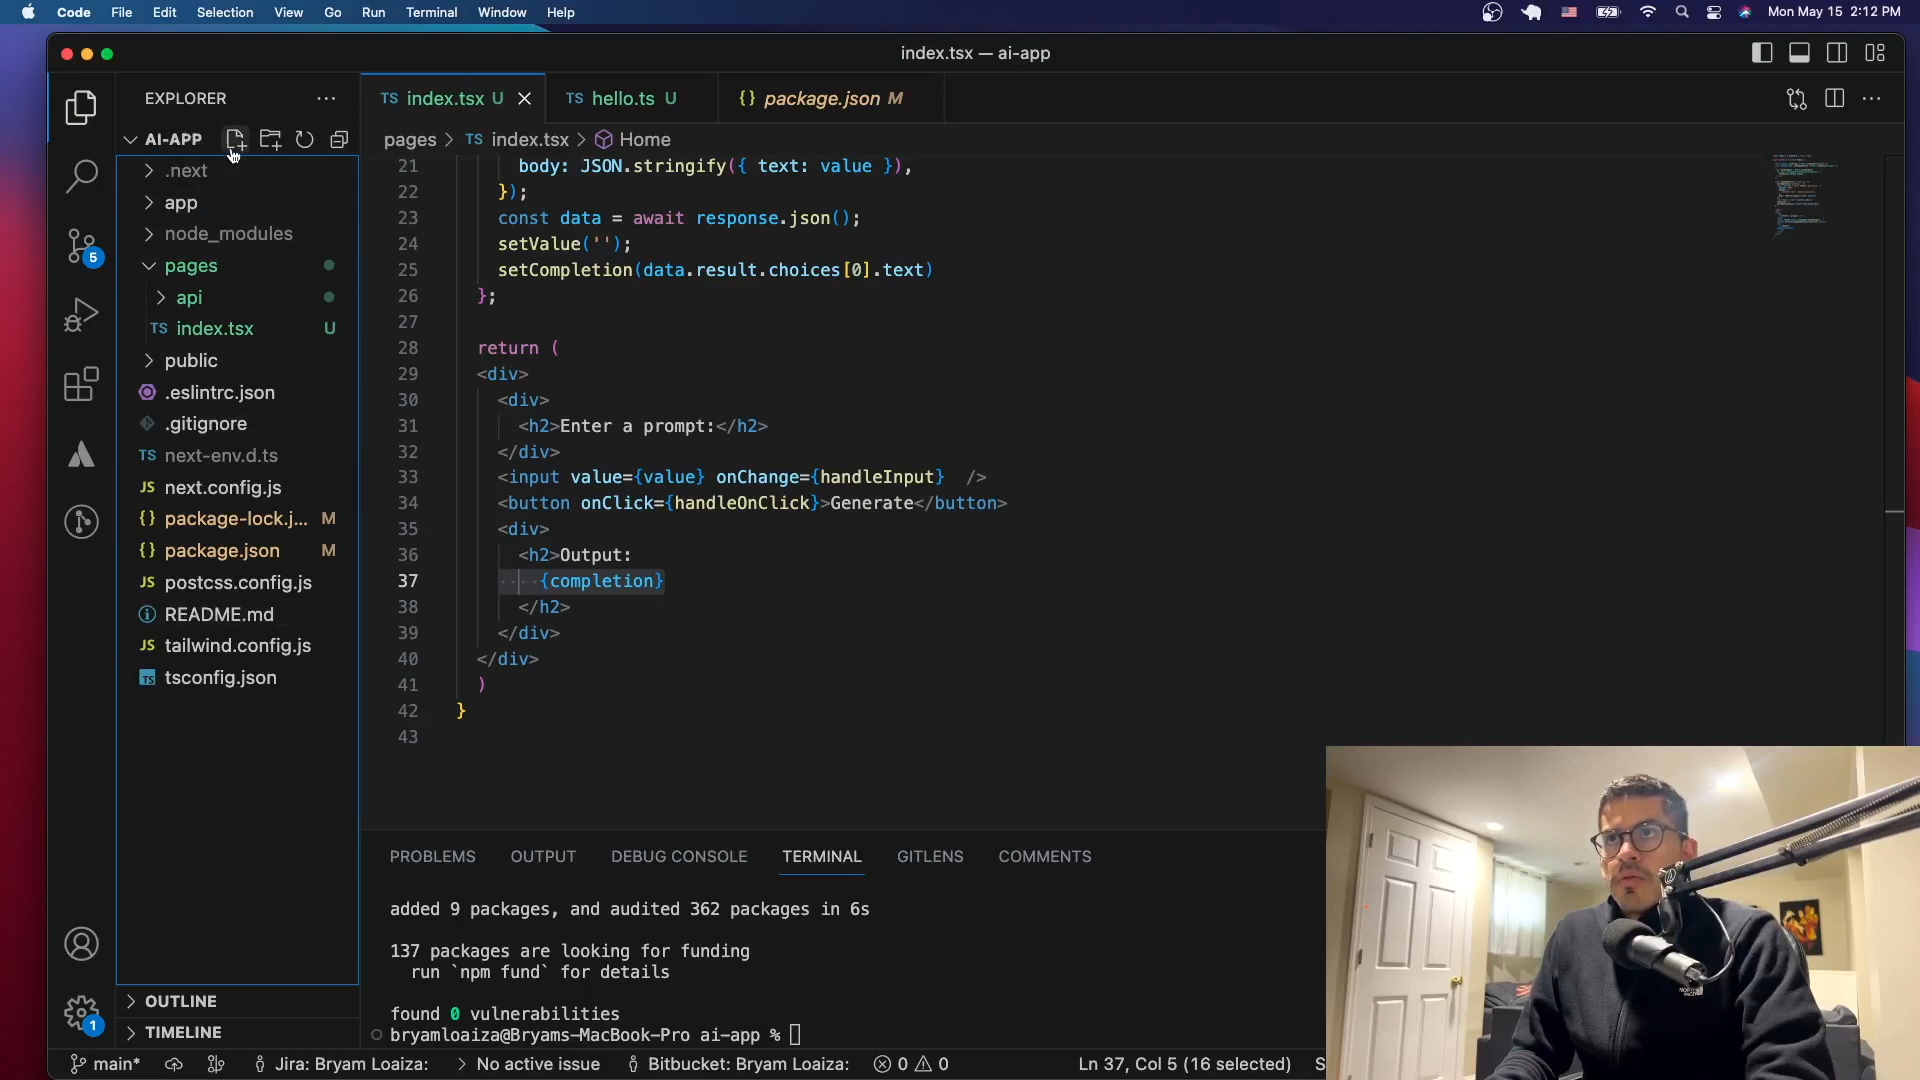 Code File Edit Selection View Go Run Terminal Window Help
Mon May 15 2:12 PM
index.tsx — ai-app
EXPLORER
TS index.tsx U
TS hello.ts U
{} package.json M
AI-APP
pages > TS index.tsx > Home
.next
app
node_modules
pages
api
TS index.tsx U
public
.eslintrc.json
.gitignore
TS next-env.d.ts
JS next.config.js
{} package-lock.j... M
{} package.json M
JS postcss.config.js
README.md
JS tailwind.config.js
TS tsconfig.json
5
1
OUTLINE
TIMELINE
21 body: JSON.stringify({ text: value }),
22 });
23 const data = await response.json();
24 setValue('');
25 setCompletion(data.result.choices[0].text)
26 };
27
28 return (
29 <div>
30 <div>
31 <h2>Enter a prompt:</h2>
32 </div>
33 <input value={value} onChange={handleInput} />
34 <button onClick={handleOnClick}>Generate</button>
35 <div>
36 <h2>Output:
37 {completion}
38 </h2>
39 </div>
40 </div>
41 )
42 }
43
PROBLEMS OUTPUT DEBUG CONSOLE TERMINAL GITLENS COMMENTS
added 9 packages, and audited 362 packages in 6s
137 packages are looking for funding
run `npm fund` for details
found 0 vulnerabilities
bryamloaiza@Bryams-MacBook-Pro ai-app %
main* Jira: Bryam Loaiza: No active issue Bitbucket: Bryam Loaiza: 0 0 Ln 37, Col 5 (16 selected) S